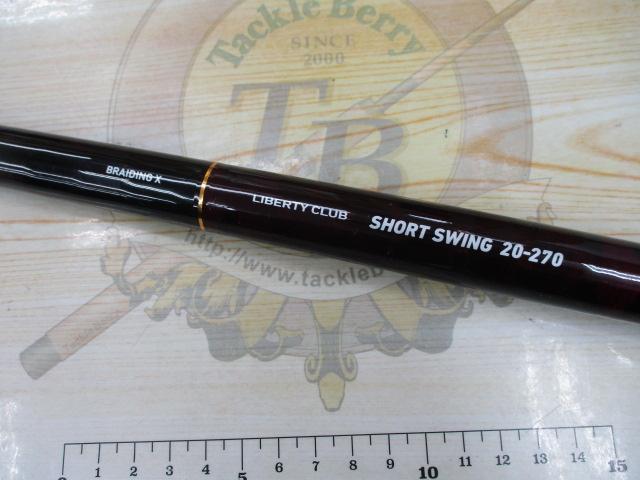 Tackle Berry
SINCE
2000
TB
BRAIDING X
LIBERTY CLUB
SHORT SWING 20-270
http://www.tackleb
1 2 3 4 5 6 7 8 9 10 11 12 13 14 15